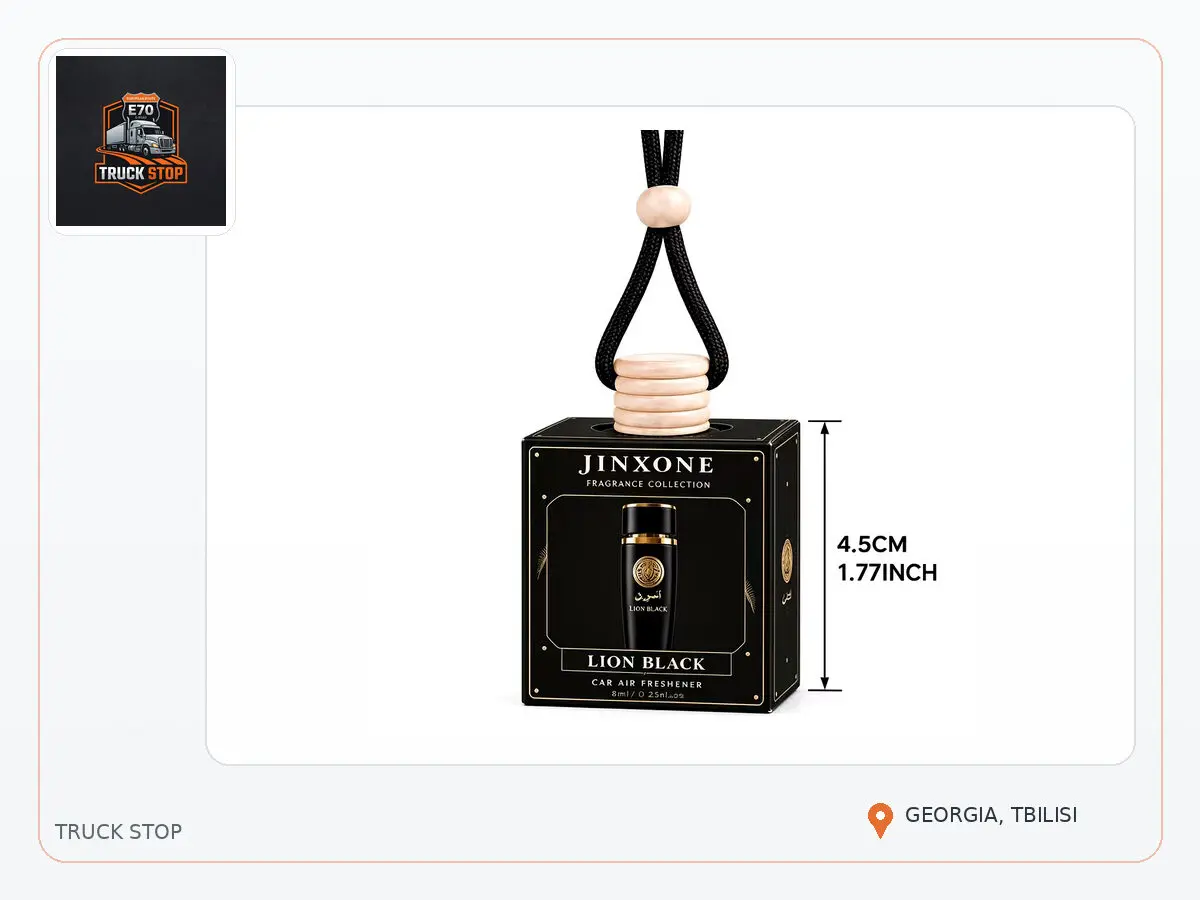 E70
TRUCK STOP
JINXONE
FRAGRANCE COLLECTION
LION BLACK
LION BLACK
CAR AIR FRESHENER
8ml /
4.5CM
1.77INCH
TRUCK STOP
GEORGIA, TBILISI